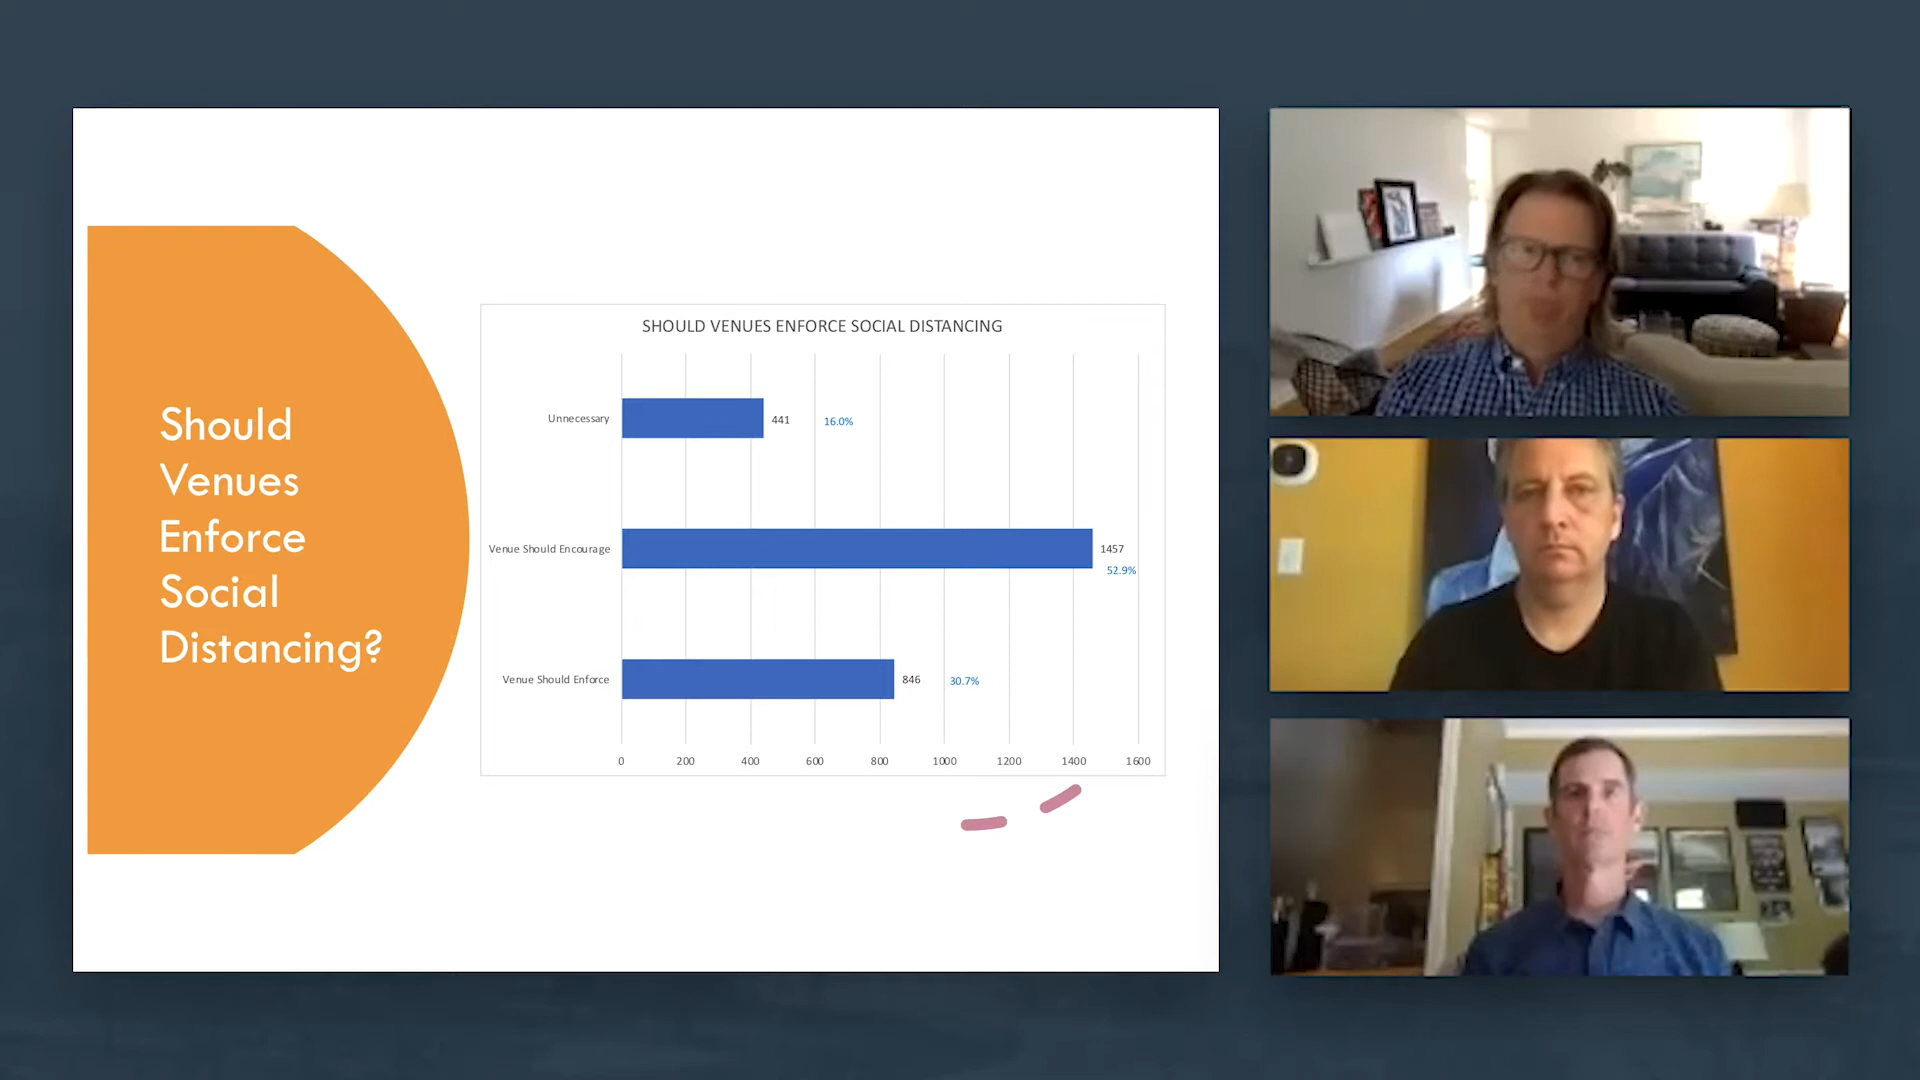 Should
Venues
Enforce
Social
Distancing?
SHOULD VENUES ENFORCE SOCIAL DISTANCING
Unnecessary 441 16.0%
Venue Should Encourage 1457
52.9%
Venue Should Enforce 846 30.7%
0 200 400 600 800 1000 1200 1400 1600